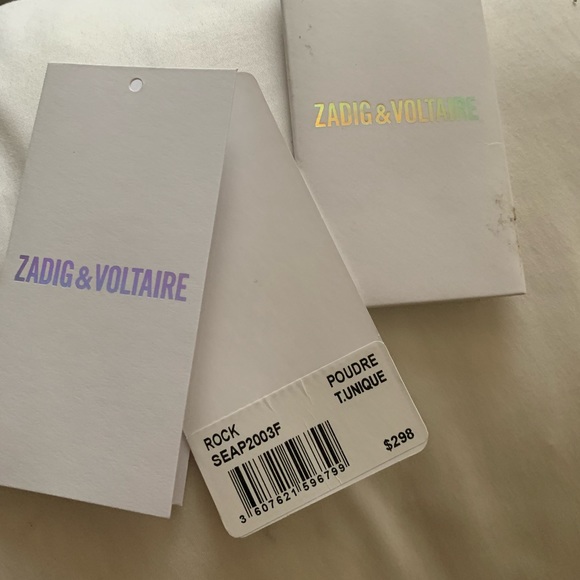 ZADIG & VOLTAIRE
ZADIG & VOLTAIRE
ROCK
SEAP2003F
POUDRE
T.UNIQUE
3 607621 596799
$298